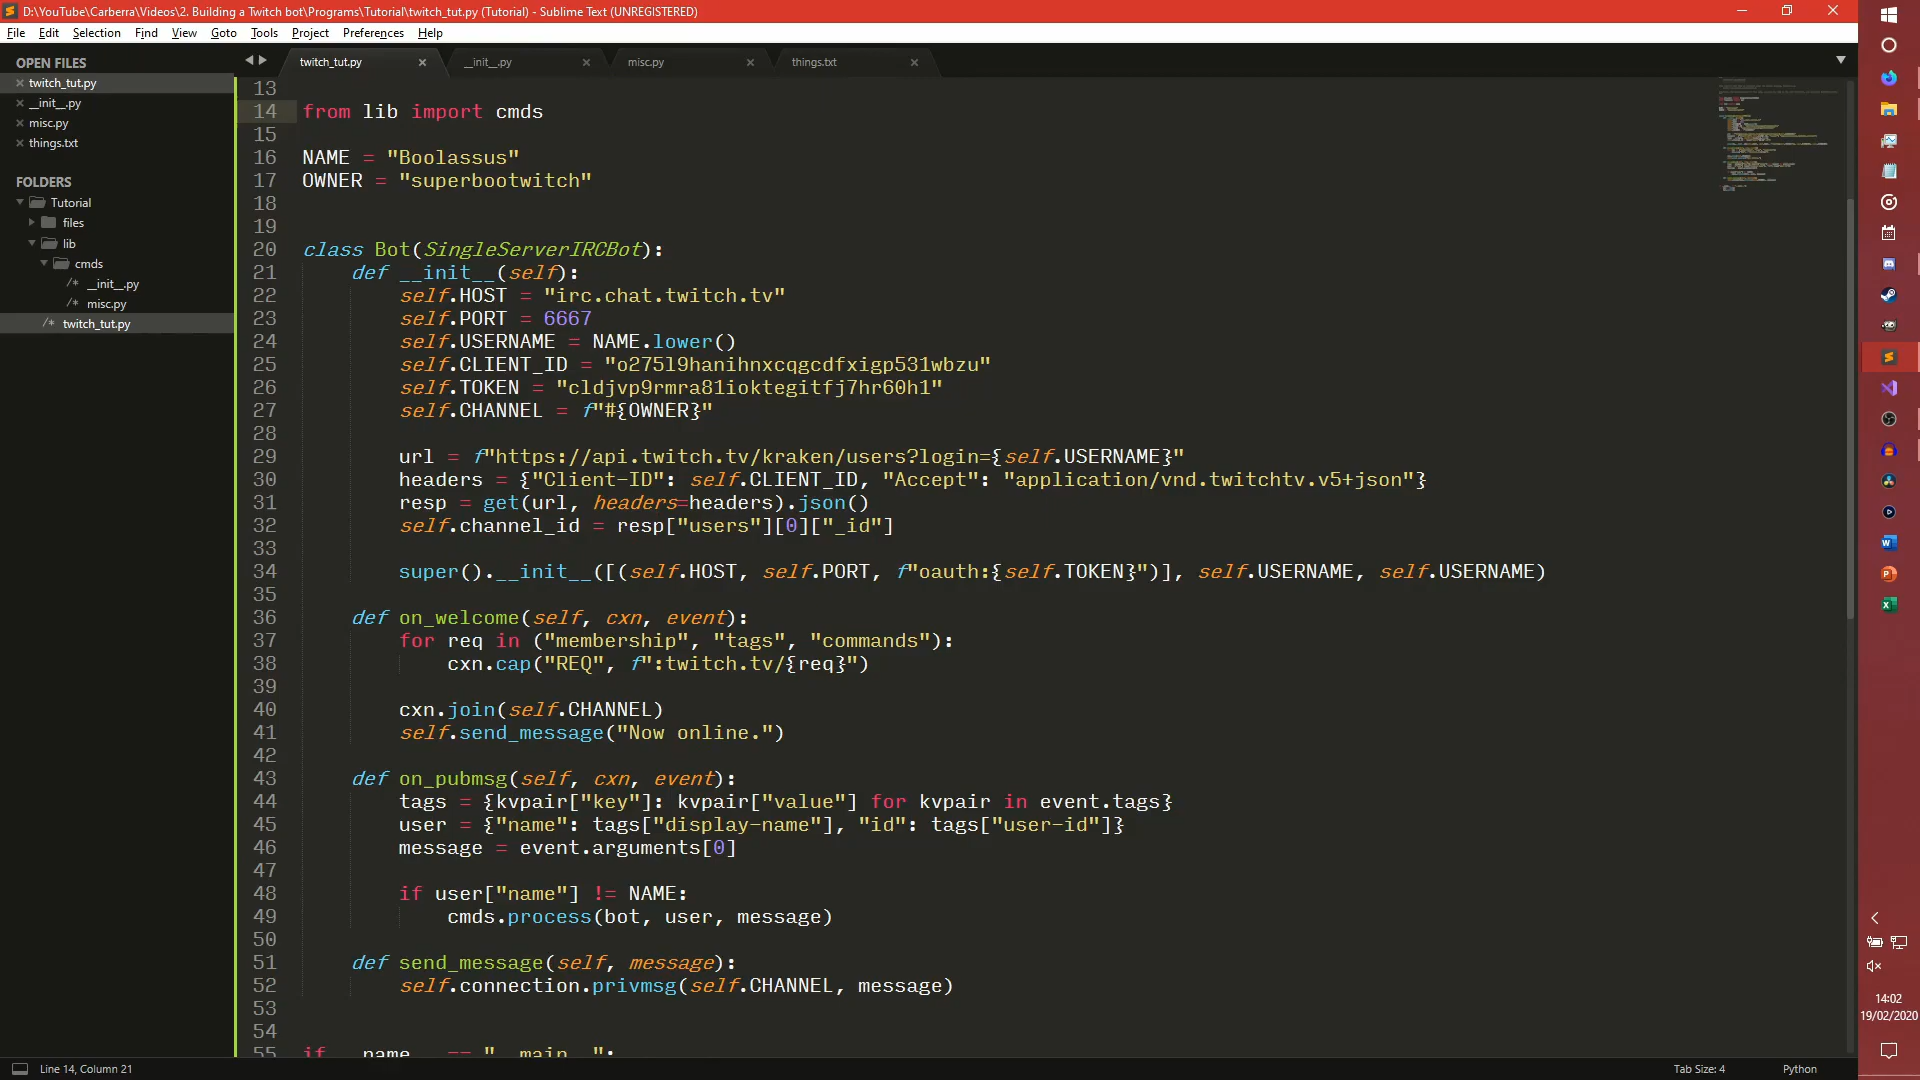 D:\YouTube\Carberra\Videos\2. Building a Twitch bot\Programs\Tutorial\twitch_tut.py (Tutorial) - Sublime Text (UNREGISTERED)
File Edit Selection Find View Goto Tools Project Preferences Help
OPEN FILES
twitch_tut.py
__init__.py
misc.py
things.txt
FOLDERS
Tutorial
files
lib
cmds
__init__.py
misc.py
twitch_tut.py
twitch_tut.py __init__.py misc.py things.txt
13
14 from lib import cmds
15
16 NAME = "Boolassus"
17 OWNER = "superbootwitch"
18
19
20 class Bot(SingleServerIRCBot):
21 def __init__(self):
22 self.HOST = "irc.chat.twitch.tv"
23 self.PORT = 6667
24 self.USERNAME = NAME.lower()
25 self.CLIENT_ID = "o275l9hanihnxcqgcdfxigp531wbzu"
26 self.TOKEN = "cldjvp9rmra81ioktegitfj7hr60h1"
27 self.CHANNEL = f"#{OWNER}"
28
29 url = f"https://api.twitch.tv/kraken/users?login={self.USERNAME}"
30 headers = {"Client-ID": self.CLIENT_ID, "Accept": "application/vnd.twitchtv.v5+json"}
31 resp = get(url, headers=headers).json()
32 self.channel_id = resp["users"][0]["_id"]
33
34 super().__init__([(self.HOST, self.PORT, f"oauth:{self.TOKEN}")], self.USERNAME, self.USERNAME)
35
36 def on_welcome(self, cxn, event):
37 for req in ("membership", "tags", "commands"):
38 cxn.cap("REQ", f":twitch.tv/{req}")
39
40 cxn.join(self.CHANNEL)
41 self.send_message("Now online.")
42
43 def on_pubmsg(self, cxn, event):
44 tags = {kvpair["key"]: kvpair["value"] for kvpair in event.tags}
45 user = {"name": tags["display-name"], "id": tags["user-id"]}
46 message = event.arguments[0]
47
48 if user["name"] != NAME:
49 cmds.process(bot, user, message)
50
51 def send_message(self, message):
52 self.connection.privmsg(self.CHANNEL, message)
53
54
55 if __name__ == "__main__":
Line 14, Column 21
Tab Size: 4
Python
14:02
19/02/2020